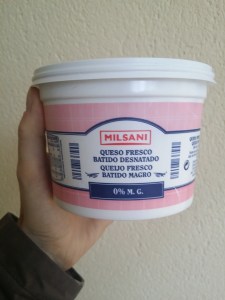 MILSANI
QUESO FRESCO
BATIDO DESNATADO
QUEIJO FRESCO
BATIDO MAGRO
0% M. G.